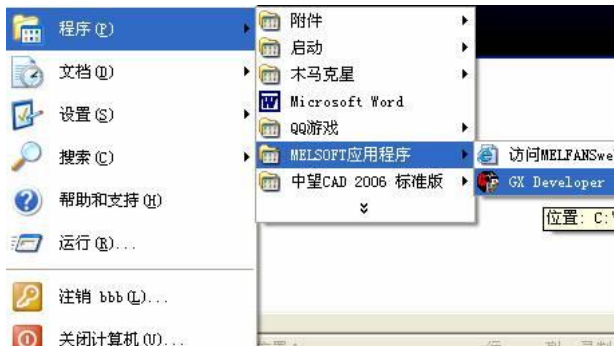 程序(P)
文档(D)
设置(S)
搜索(C)
帮助和支持(H)
运行(R)...
注销 bbb(L)...
关闭计算机(U)...
附件
启动
木马克星
Microsoft Word
QQ游戏
MELSOFT应用程序
中望CAD 2006 标准版
访问MELFANSwe
GX Developer
位置: C:\